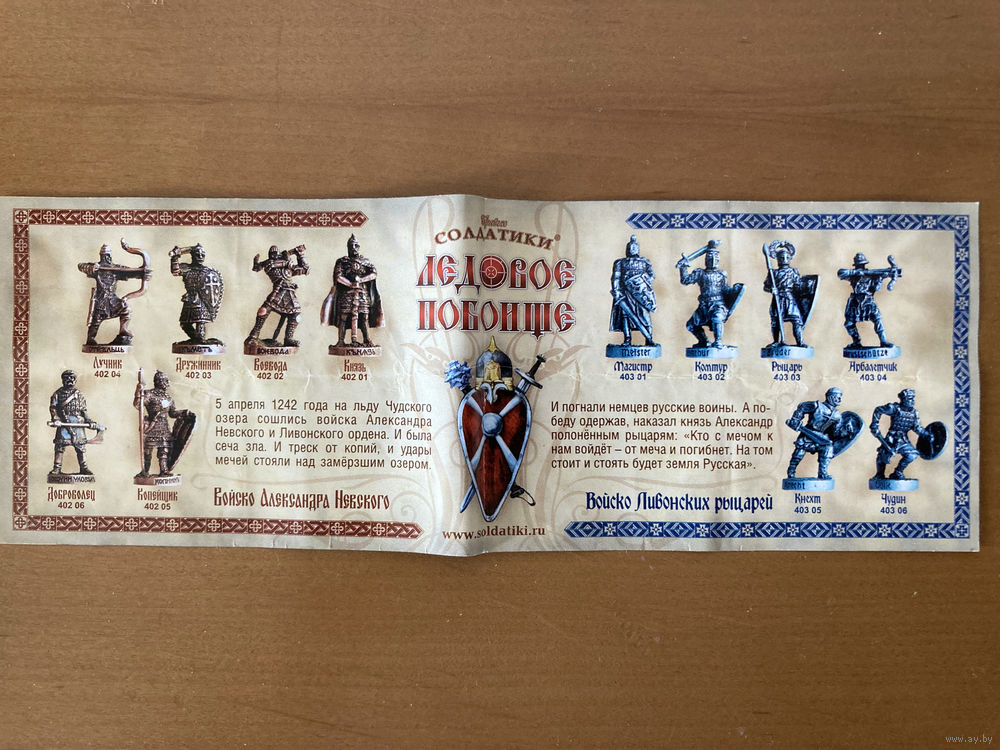 СОЛДАТИКИ®
ЛЕДОВОЕ
ПОБОИЩЕ
ВОЕВОДА
КЪНЯЗЬ
Лучник
402 04
Дружинник
402 03
Воевода
402 02
Князь
402 01
Доброволец
402 06
Копейщик
402 05
5 апреля 1242 года на льду Чудского
озера сошлись войска Александра
Невского и Ливонского ордена. И была
сеча зла. И треск от копий, и удары
мечей стояли над замёрзшим озером.
Войско Александра Невского
Meister
Bruder
Магистр
403 01
Комтур
403 02
Рыцарь
403 03
Арбалетчик
403 04
И погнали немцев русские воины. А по-
беду одержав, наказал князь Александр
полонённым рыцарям: «Кто с мечом к
нам войдёт – от меча и погибнет. На том
стоит и стоять будет земля Русская».
Кнехт
403 05
Чудин
403 06
Войско Ливонских рыцарей
www.soldatiki.ru
www.ay.by